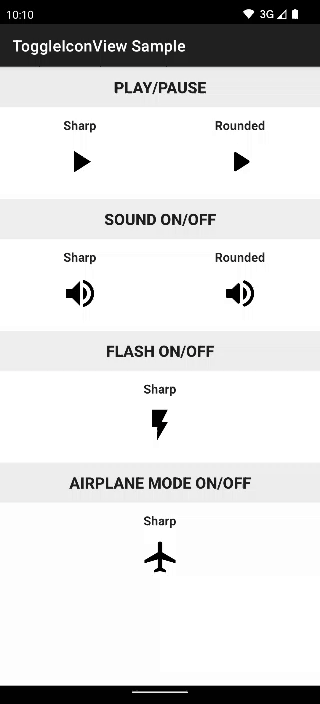 10:10 3G
ToggleIconView Sample
PLAY/PAUSE
Sharp Rounded
SOUND ON/OFF
Sharp Rounded
FLASH ON/OFF
Sharp
AIRPLANE MODE ON/OFF
Sharp